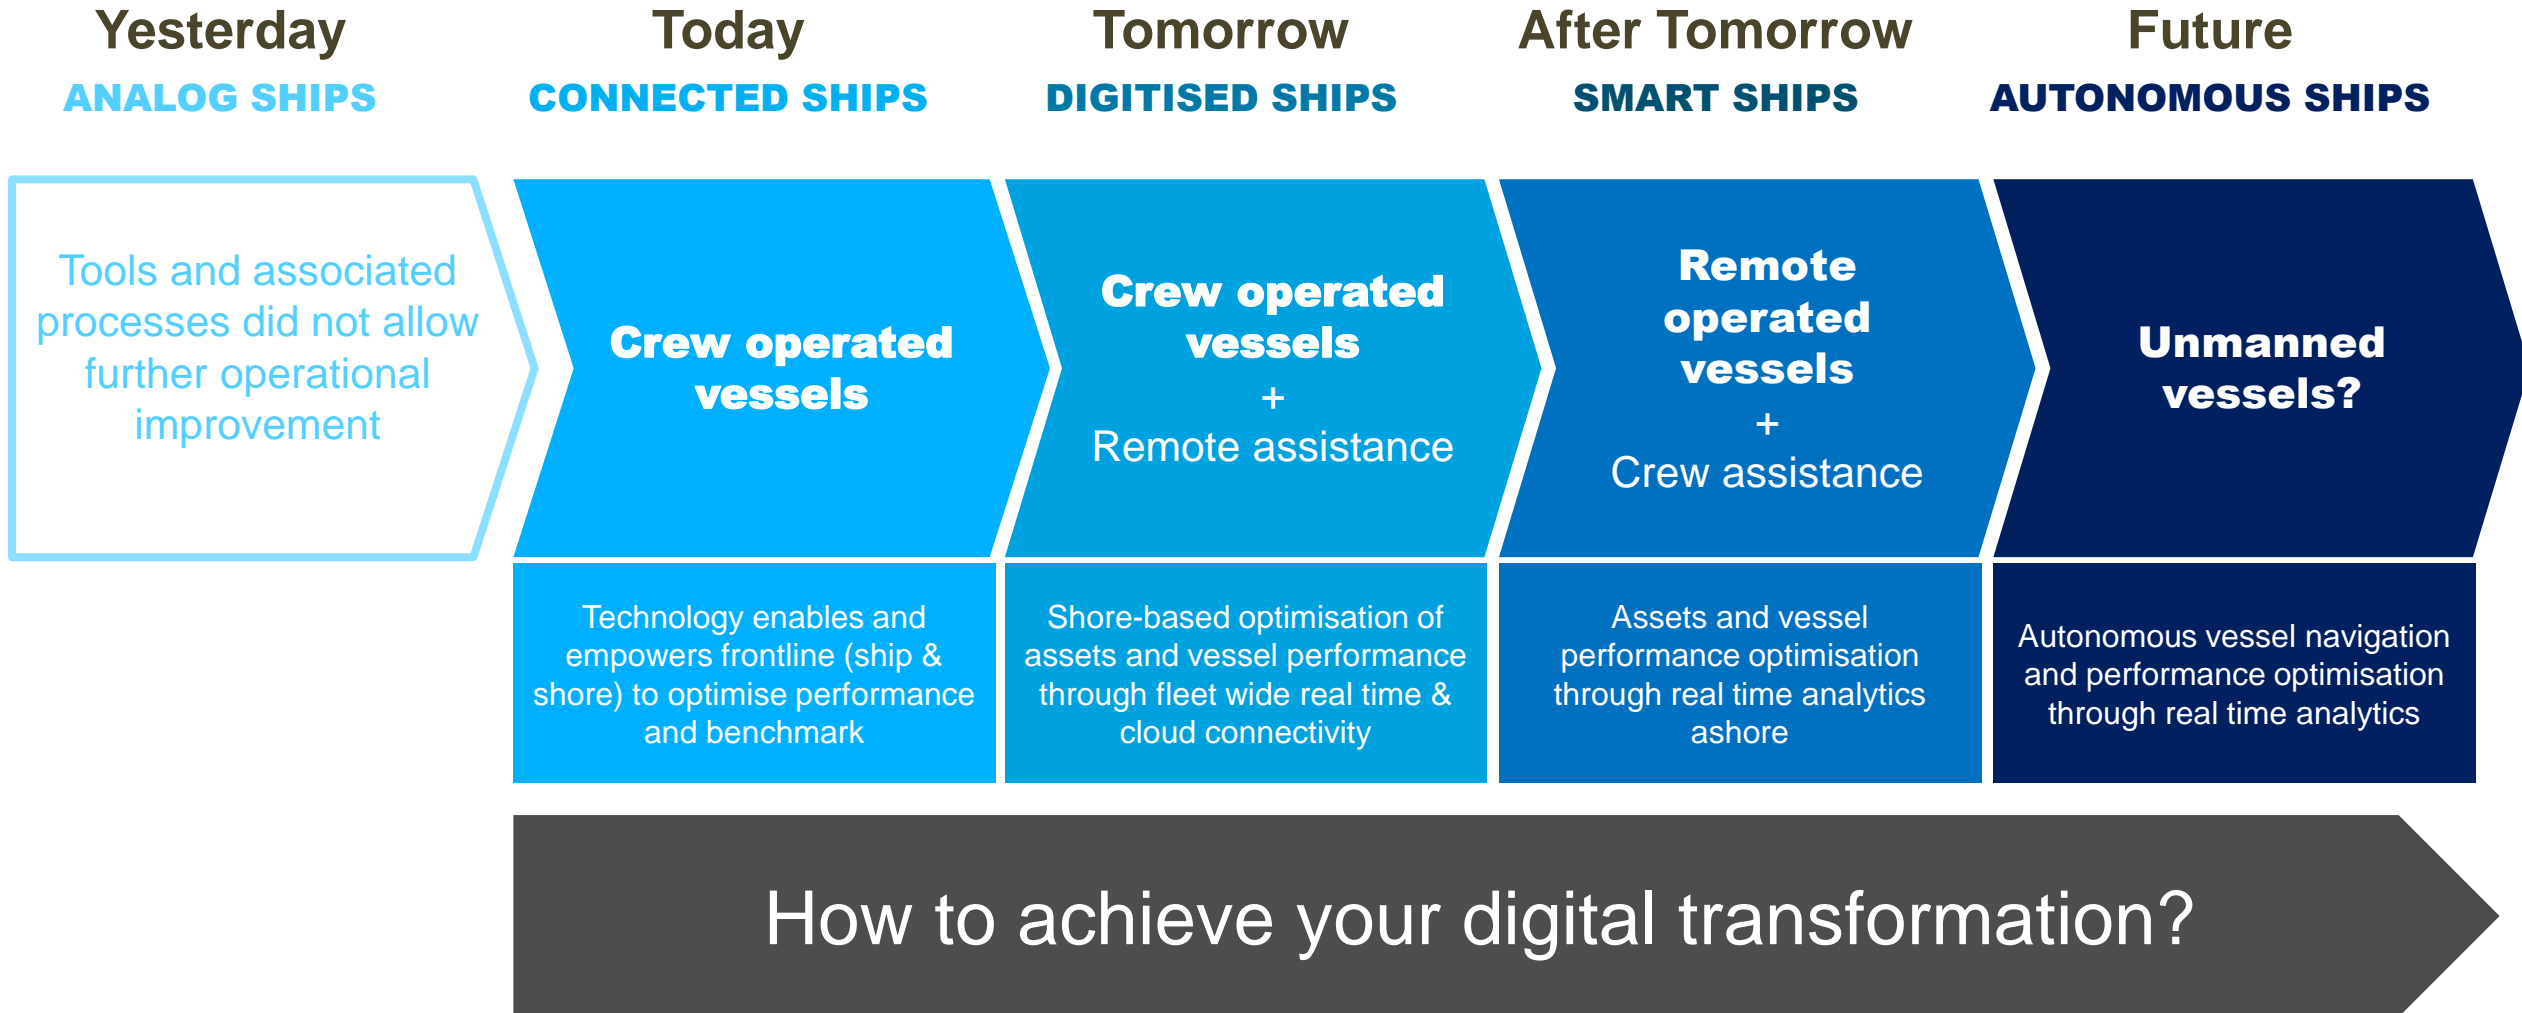 Yesterday
ANALOG SHIPS
Tools and associated
processes did not allow
further operational
improvement
Today
CONNECTED SHIPS
Crew operated
vessels
Technology enables and
empowers frontline (ship &
shore) to optimise performance
and benchmark
Tomorrow
DIGITISED SHIPS
Crew operated
vessels
+
Remote assistance
Shore-based optimisation of
assets and vessel performance
through fleet wide real time &
cloud connectivity
After Tomorrow
SMART SHIPS
Remote
operated
vessels
+
Crew assistance
Assets and vessel
performance optimisation
through real time analytics
ashore
Future
AUTONOMOUS SHIPS
Unmanned
vessels?
Autonomous vessel navigation
and performance optimisation
through real time analytics
How to achieve your digital transformation?